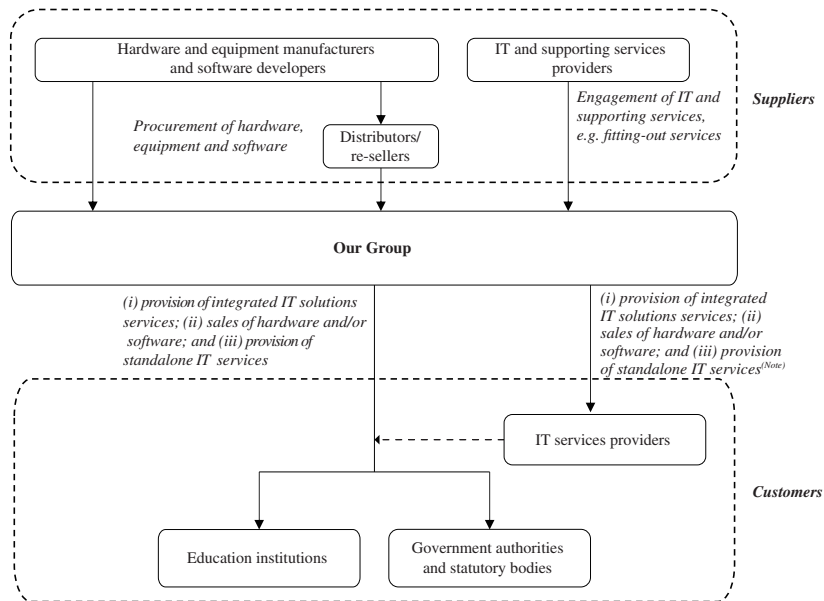 Hardware and equipment manufacturers
and software developers
IT and supporting services
providers
Suppliers
Engagement of IT and
supporting services,
e.g. fitting-out services
Procurement of hardware,
equipment and software
Distributors/
re-sellers
Our Group
(i) provision of integrated IT solutions
services; (ii) sales of hardware and/or
software; and (iii) provision of
standalone IT services
(i) provision of integrated
IT solutions services; (ii)
sales of hardware and/or
software; and (iii) provision
of standalone IT services(Note)
IT services providers
Customers
Education institutions
Government authorities
and statutory bodies